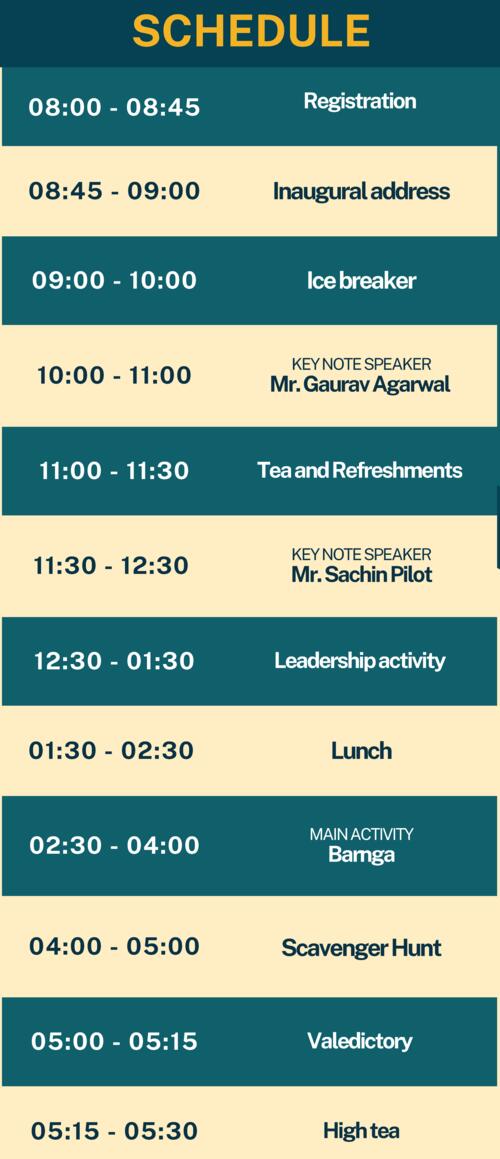 SCHEDULE
08:00 - 08:45 Registration
08:45 - 09:00 Inaugural address
09:00 - 10:00 Ice breaker
10:00 - 11:00 KEY NOTE SPEAKER
Mr. Gaurav Agarwal
11:00 - 11:30 Tea and Refreshments
11:30 - 12:30 KEY NOTE SPEAKER
Mr. Sachin Pilot
12:30 - 01:30 Leadership activity
01:30 - 02:30 Lunch
02:30 - 04:00 MAIN ACTIVITY
Barnga
04:00 - 05:00 Scavenger Hunt
05:00 - 05:15 Valedictory
05:15 - 05:30 High tea